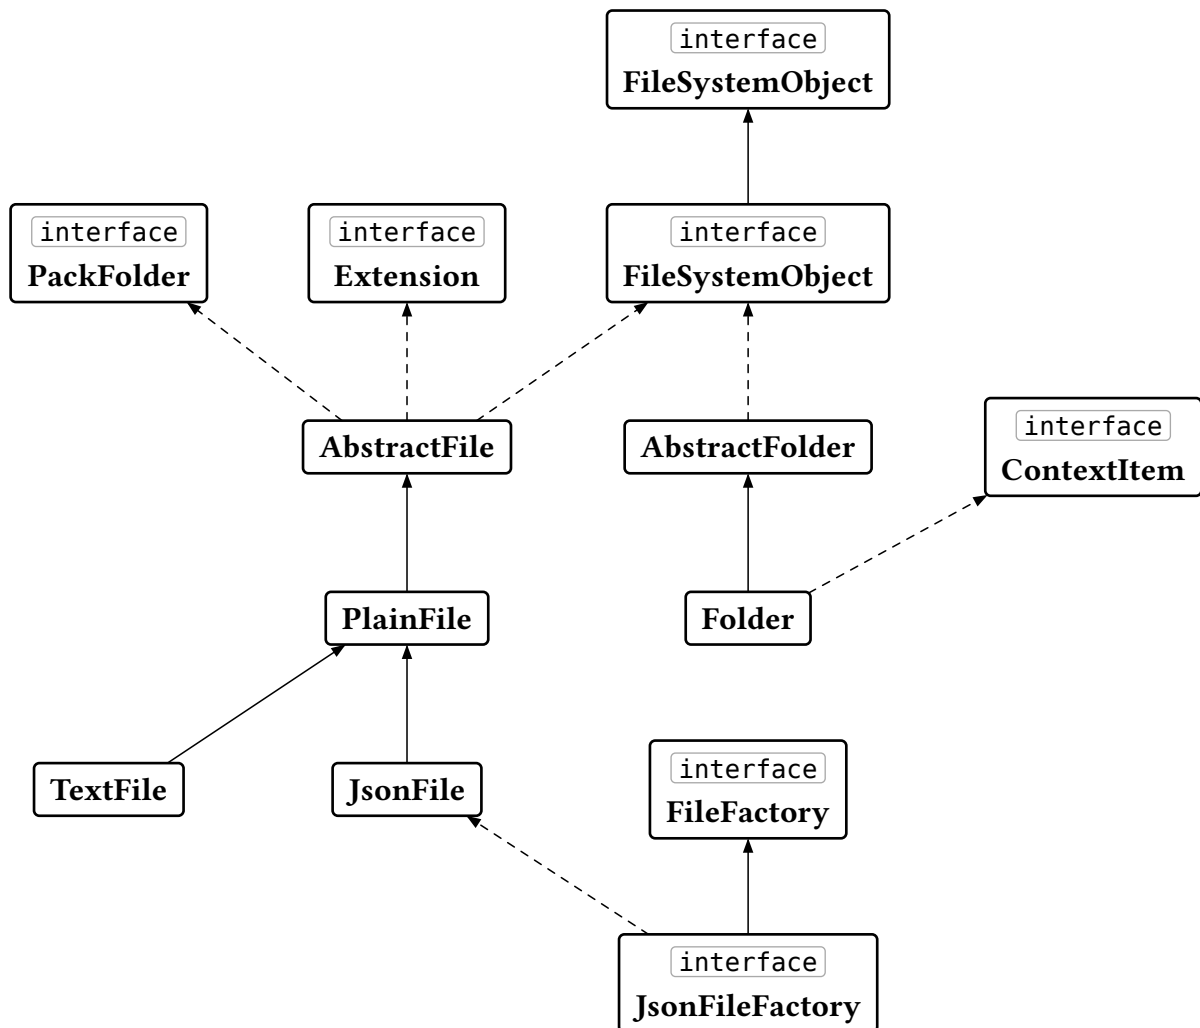 interface
FileSystemObject
interface
PackFolder
interface
Extension
interface
FileSystemObject
AbstractFile
AbstractFolder
interface
ContextItem
PlainFile
Folder
TextFile
JsonFile
interface
FileFactory
interface
JsonFileFactory